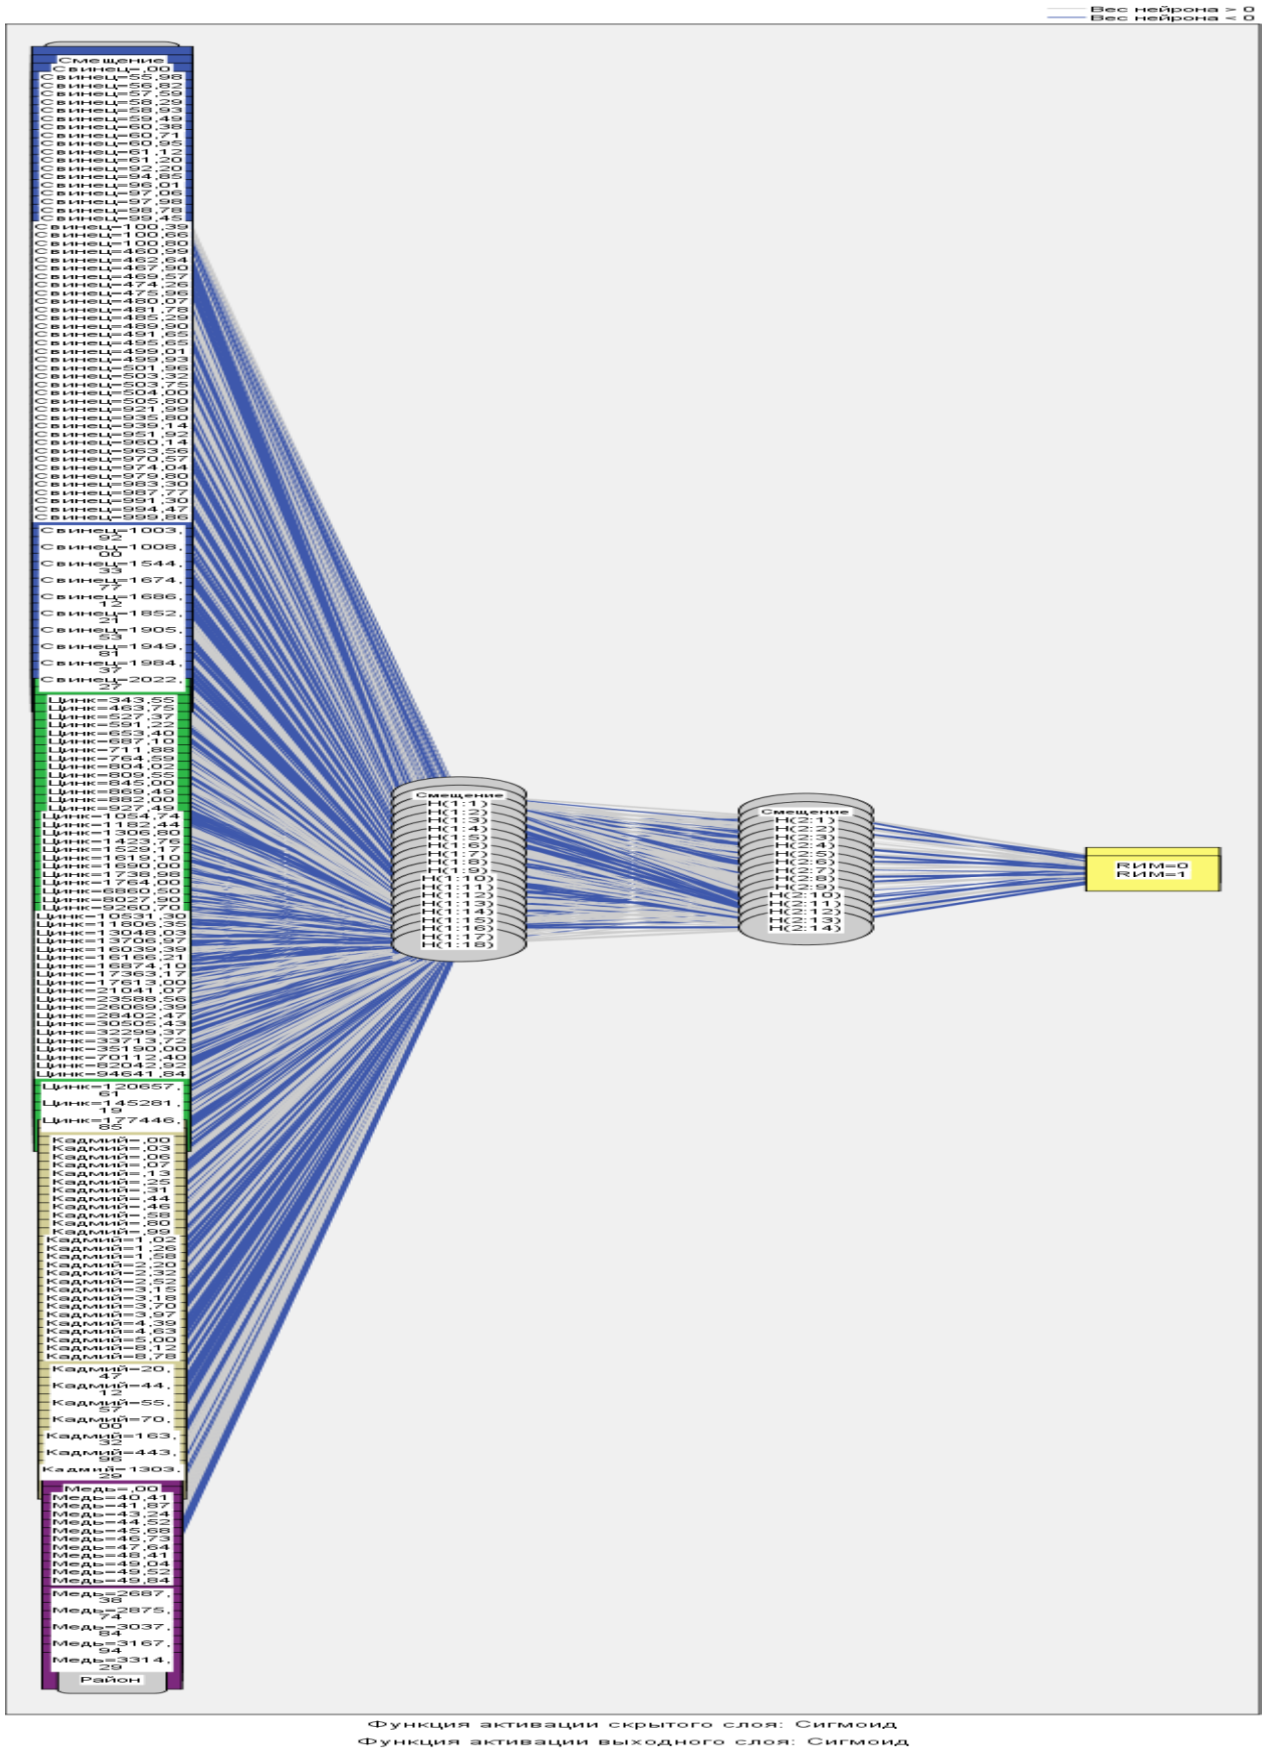 Вес нейрона > 0
Вес нейрона < 0
Смещение
Свинец=,00
Свинец=55,98
Свинец=56,82
Свинец=57,59
Свинец=58,29
Свинец=58,93
Свинец=59,49
Свинец=60,38
Свинец=60,71
Свинец=60,95
Свинец=61,12
Свинец=61,20
Свинец=92,20
Свинец=94,85
Свинец=96,01
Свинец=97,06
Свинец=97,98
Свинец=98,78
Свинец=99,45
Свинец=100,39
Свинец=100,66
Свинец=100,80
Свинец=460,99
Свинец=462,64
Свинец=467,90
Свинец=469,57
Свинец=474,26
Свинец=475,96
Свинец=480,07
Свинец=481,78
Свинец=485,29
Свинец=489,90
Свинец=491,65
Свинец=495,65
Свинец=499,01
Свинец=499,93
Свинец=501,96
Свинец=503,32
Свинец=503,75
Свинец=504,00
Свинец=505,80
Свинец=921,99
Свинец=935,80
Свинец=939,14
Свинец=951,92
Свинец=960,14
Свинец=963,56
Свинец=970,57
Свинец=974,04
Свинец=979,80
Свинец=983,30
Свинец=987,77
Свинец=991,30
Свинец=994,47
Свинец=999,86
Свинец=1003,
92
Свинец=1008,
00
Свинец=1544,
33
Свинец=1674,
77
Свинец=1686,
12
Свинец=1852,
21
Свинец=1905,
53
Свинец=1949,
81
Свинец=1984,
37
Свинец=2022,
27
Цинк=343,55
Цинк=463,75
Цинк=527,37
Цинк=591,22
Цинк=653,40
Цинк=687,10
Цинк=711,88
Цинк=764,59
Цинк=804,02
Цинк=809,55
Цинк=845,00
Цинк=869,49
Цинк=882,00
Цинк=927,49
Цинк=1054,74
Цинк=1182,44
Цинк=1306,80
Цинк=1423,76
Цинк=1529,17
Цинк=1619,10
Цинк=1690,00
Цинк=1738,98
Цинк=1764,00
Цинк=6860,50
Цинк=8027,90
Цинк=9260,70
Цинк=10531,30
Цинк=11806,35
Цинк=13048,03
Цинк=13706,97
Цинк=16039,39
Цинк=16166,21
Цинк=16874,10
Цинк=17363,17
Цинк=17613,00
Цинк=21041,07
Цинк=23588,56
Цинк=26069,39
Цинк=28402,47
Цинк=30505,43
Цинк=32299,37
Цинк=33713,72
Цинк=35190,00
Цинк=70112,40
Цинк=82042,92
Цинк=94641,84
Цинк=120657,
61
Цинк=145281,
19
Цинк=177446,
85
Кадмий=,00
Кадмий=,03
Кадмий=,06
Кадмий=,07
Кадмий=,13
Кадмий=,25
Кадмий=,31
Кадмий=,44
Кадмий=,46
Кадмий=,58
Кадмий=,80
Кадмий=,99
Кадмий=1,02
Кадмий=1,26
Кадмий=1,58
Кадмий=2,20
Кадмий=2,32
Кадмий=2,52
Кадмий=3,15
Кадмий=3,18
Кадмий=3,70
Кадмий=3,97
Кадмий=4,39
Кадмий=4,63
Кадмий=5,00
Кадмий=8,12
Кадмий=8,78
Кадмий=20,
47
Кадмий=44,
12
Кадмий=55,
57
Кадмий=70,
00
Кадмий=163,
32
Кадмий=443,
96
Кадмий=1303,
29
Медь=,00
Медь=40,41
Медь=41,87
Медь=43,24
Медь=44,52
Медь=45,68
Медь=46,73
Медь=47,64
Медь=48,41
Медь=49,04
Медь=49,52
Медь=49,84
Медь=2687,
38
Медь=2875,
74
Медь=3037,
84
Медь=3167,
94
Медь=3314,
29
Район
Смещение
H(1:1)
H(1:2)
H(1:3)
H(1:4)
H(1:5)
H(1:6)
H(1:7)
H(1:8)
H(1:9)
H(1:10)
H(1:11)
H(1:12)
H(1:13)
H(1:14)
H(1:15)
H(1:16)
H(1:17)
H(1:18)
Смещение
H(2:1)
H(2:2)
H(2:3)
H(2:4)
H(2:5)
H(2:6)
H(2:7)
H(2:8)
H(2:9)
H(2:10)
H(2:11)
H(2:12)
H(2:13)
H(2:14)
RИМ=0
RИМ=1
Функция активации скрытого слоя: Сигмоид
Функция активации выходного слоя: Сигмоид